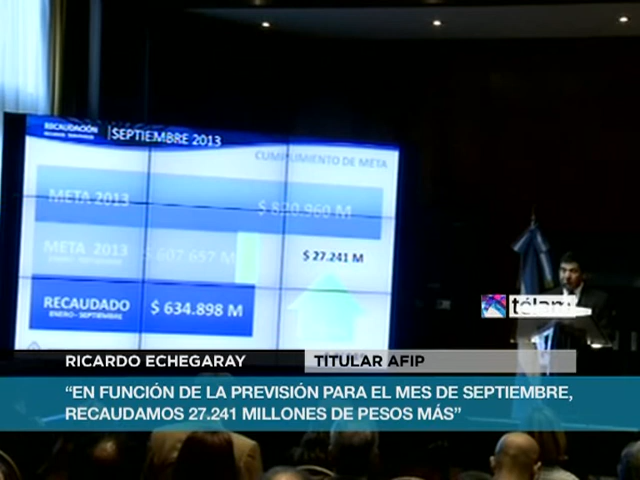 RECAUDACIÓN
SEPTIEMBRE 2013
CUMPLIMIENTO DE META
META 2013
$ 820.960 M
META 2013
$ 607.657 M
$ 27.241 M
RECAUDADO
ENERO - SEPTIEMBRE
$ 634.898 M
télam
RICARDO ECHEGARAY
TITULAR AFIP
“EN FUNCIÓN DE LA PREVISIÓN PARA EL MES DE SEPTIEMBRE,
RECAUDAMOS 27.241 MILLONES DE PESOS MÁS”